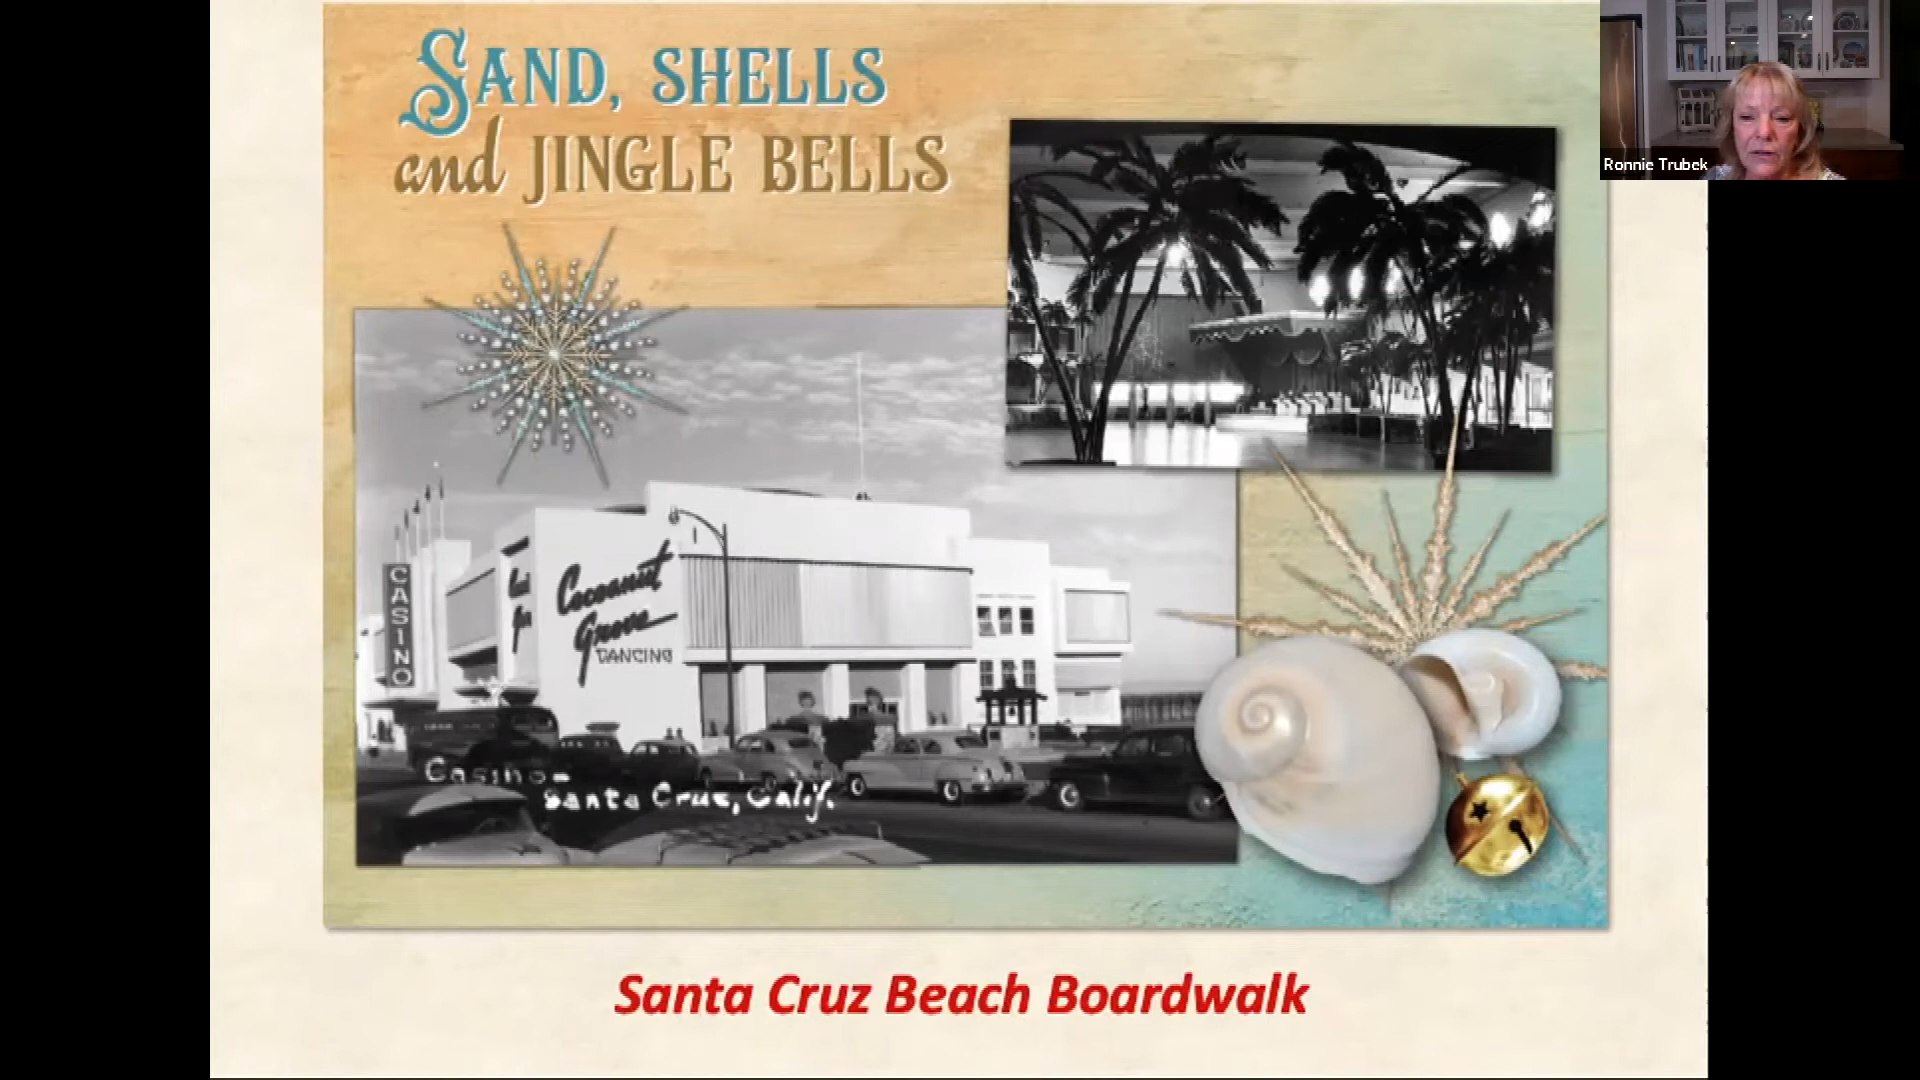 SAND, SHELLS
and JINGLE BELLS
Ronnie Trubek
CASINO
Cocoanut
Grove
DANCING
Casino-
Santa Cruz, Calif.
Santa Cruz Beach Boardwalk